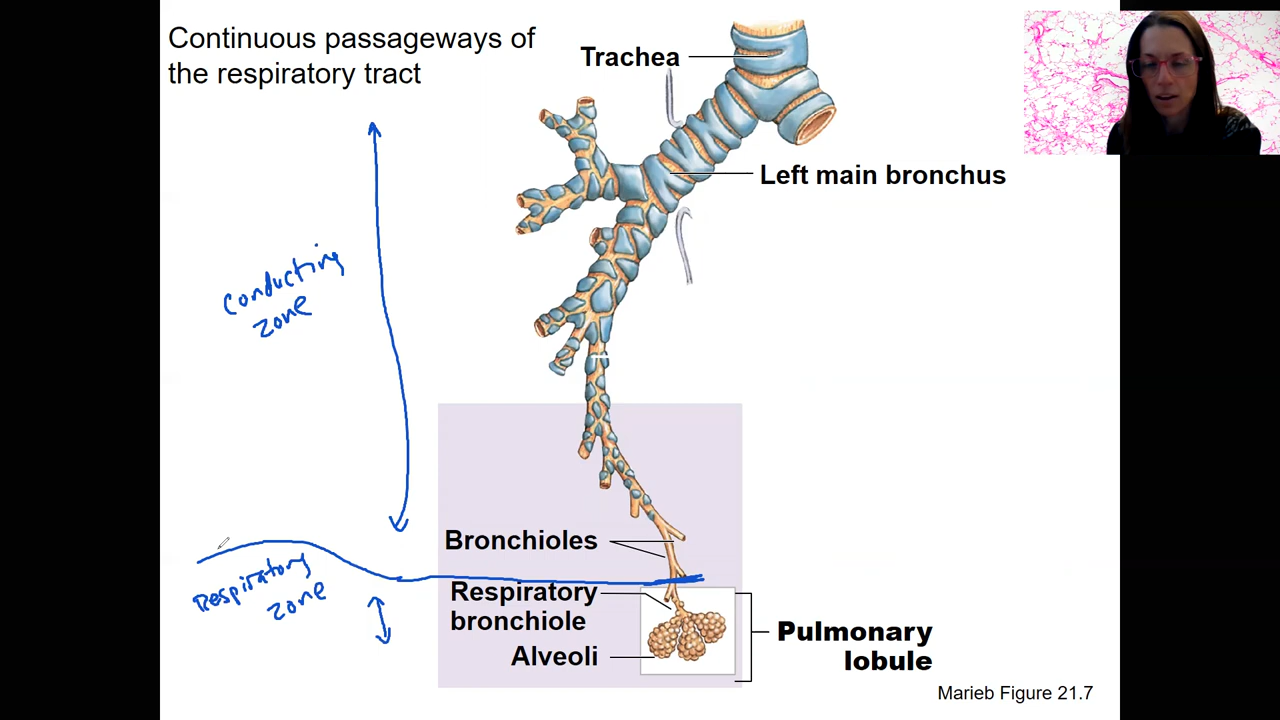 Continuous passageways of
the respiratory tract
Trachea
Left main bronchus
Conducting
zone
Bronchioles
Respiratory
zone
Respiratory
bronchiole
Alveoli
Pulmonary
lobule
Marieb Figure 21.7